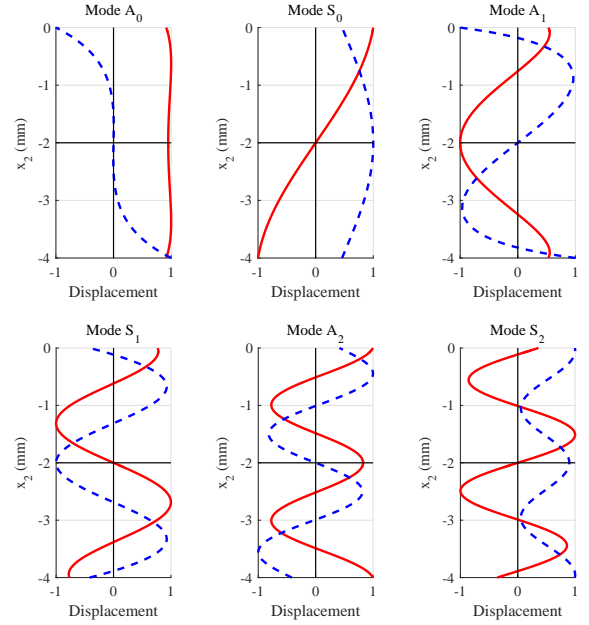 Mode A₀
Mode S₀
Mode A₁
0
-1
-2
-3
-4
x₂ (mm)
-1 0 1
Displacement
0
-1
-2
-3
-4
x₂ (mm)
-1 0 1
Displacement
0
-1
-2
-3
-4
x₂ (mm)
-1 0 1
Displacement
Mode S₁
Mode A₂
Mode S₂
0
-1
-2
-3
-4
x₂ (mm)
-1 0 1
Displacement
0
-1
-2
-3
-4
x₂ (mm)
-1 0 1
Displacement
0
-1
-2
-3
-4
x₂ (mm)
-1 0 1
Displacement